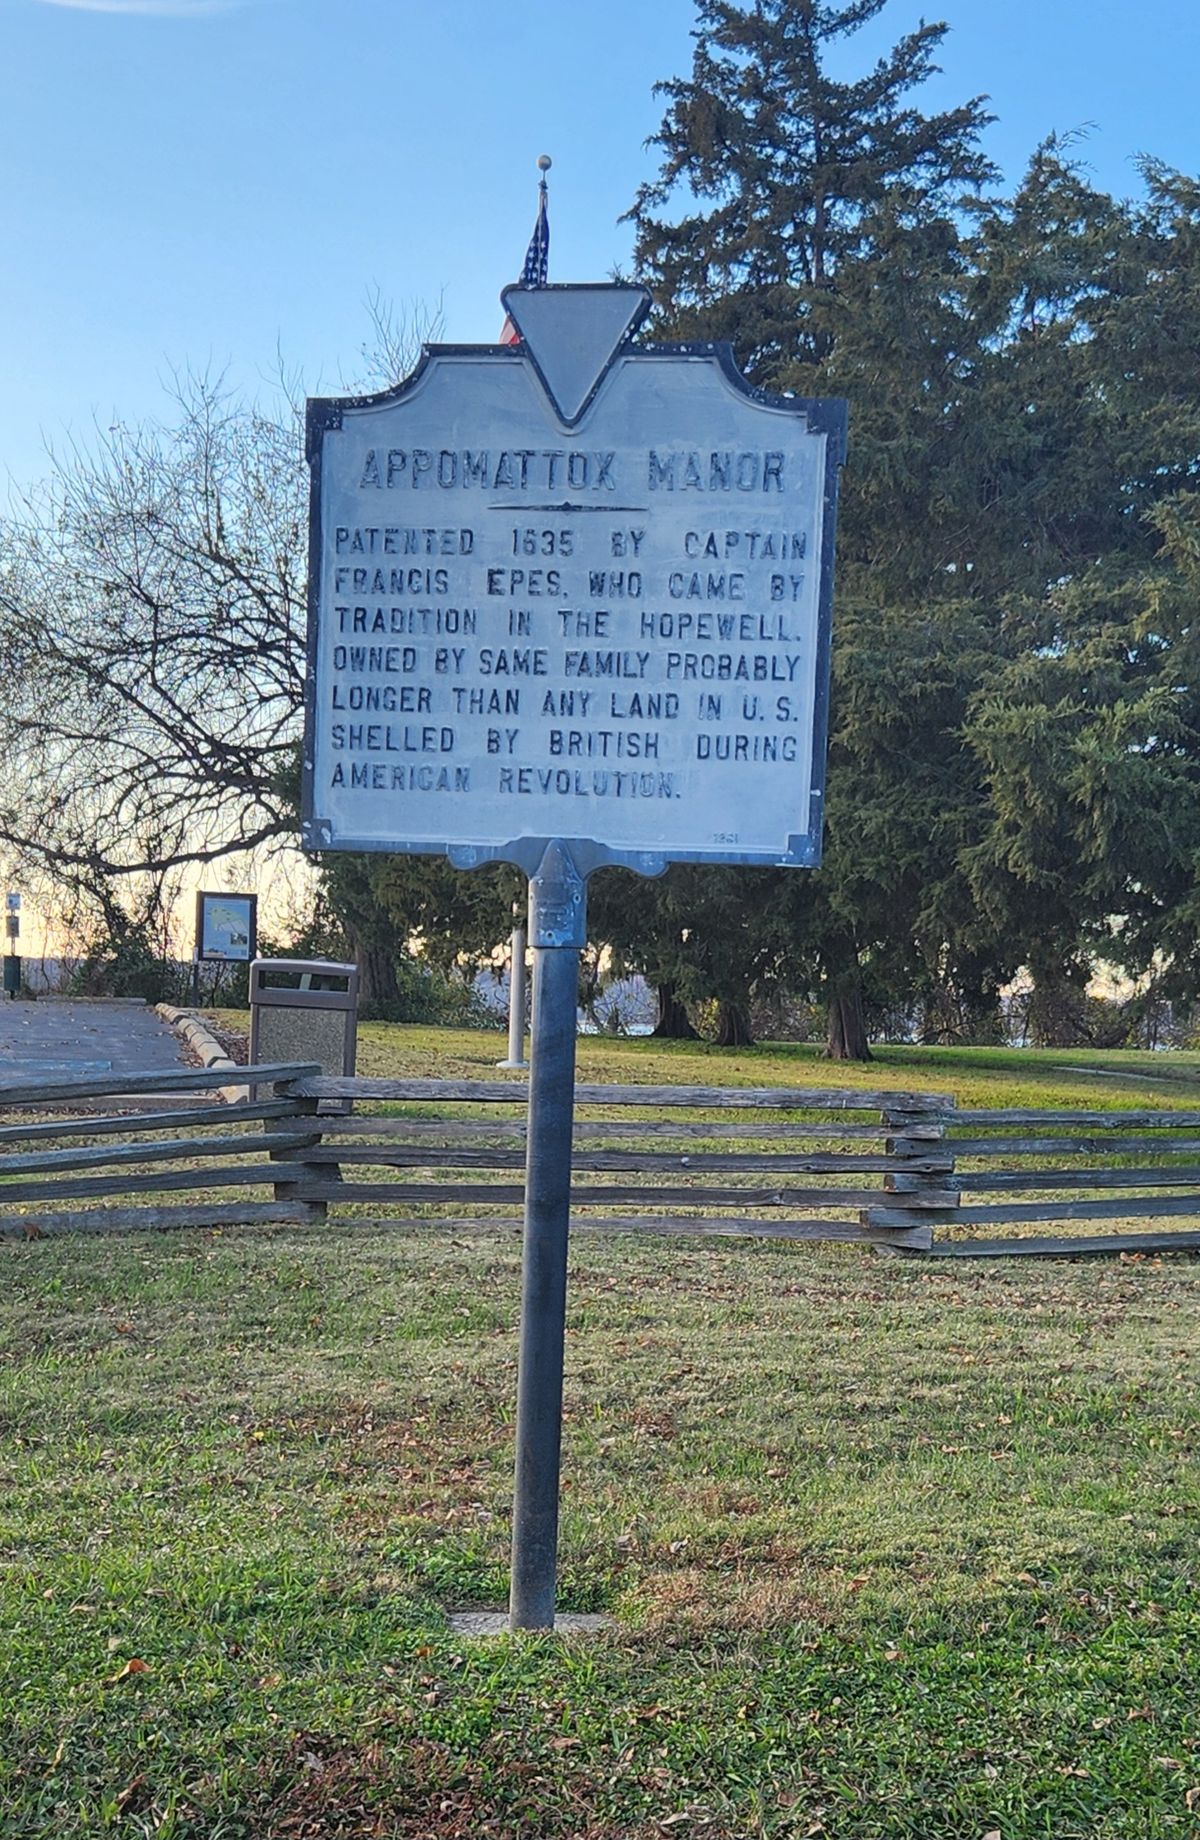 APPOMATTOX MANOR
PATENTED 1635 BY CAPTAIN
FRANCIS EPES, WHO CAME BY
TRADITION IN THE HOPEWELL.
OWNED BY SAME FAMILY PROBABLY
LONGER THAN ANY LAND IN U. S.
SHELLED BY BRITISH DURING
AMERICAN REVOLUTION.